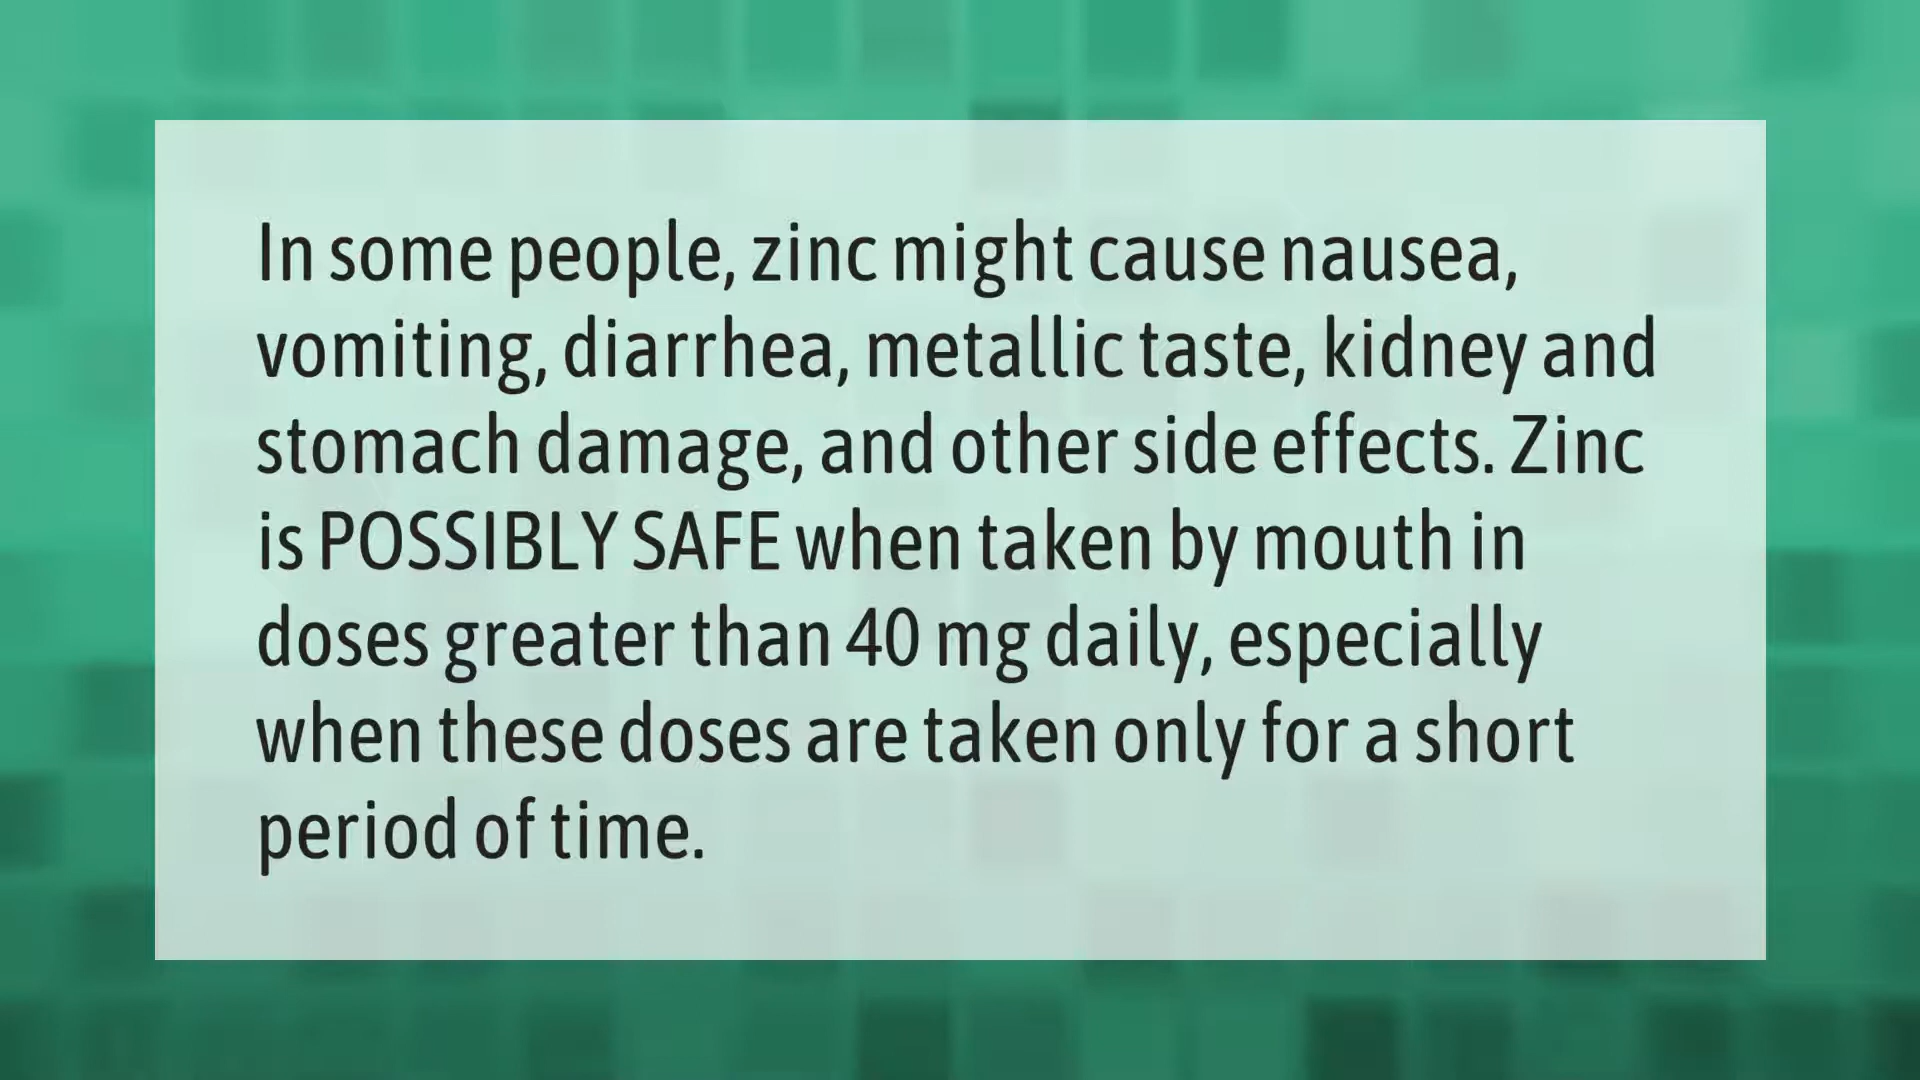 In some people, zinc might cause nausea,
vomiting, diarrhea, metallic taste, kidney and
stomach damage, and other side effects. Zinc
is POSSIBLY SAFE when taken by mouth in
doses greater than 40 mg daily, especially
when these doses are taken only for a short
period of time.